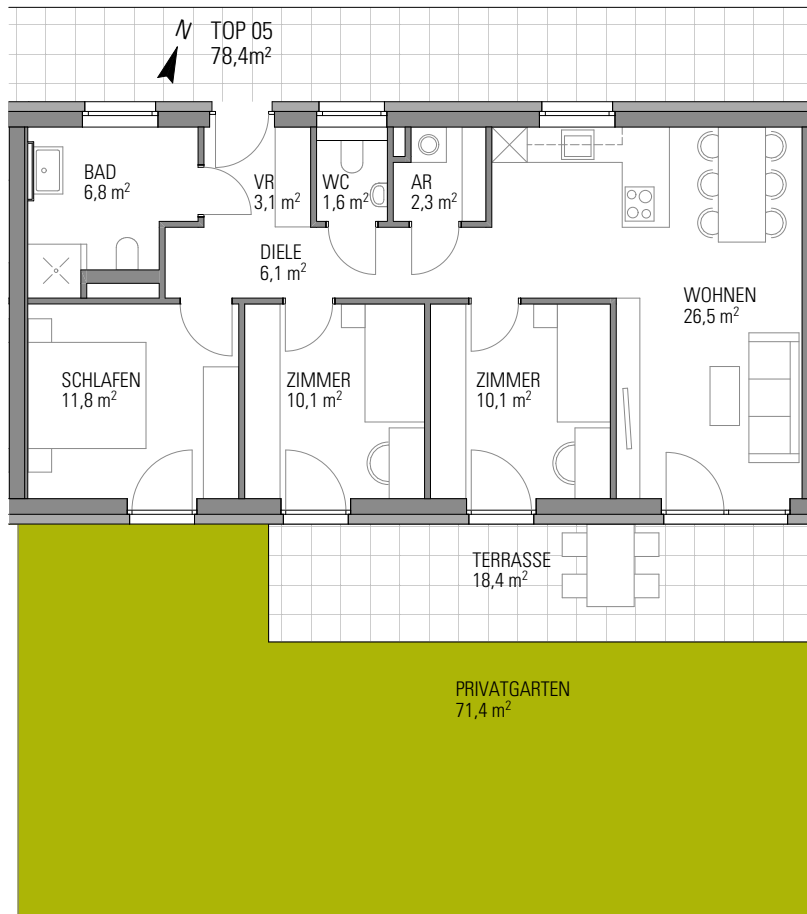 N
TOP 05
78,4m²
BAD
6,8 m²
VR
3,1 m²
WC
1,6 m²
AR
2,3 m²
DIELE
6,1 m²
WOHNEN
26,5 m²
SCHLAFEN
11,8 m²
ZIMMER
10,1 m²
ZIMMER
10,1 m²
TERRASSE
18,4 m²
PRIVATGARTEN
71,4 m²